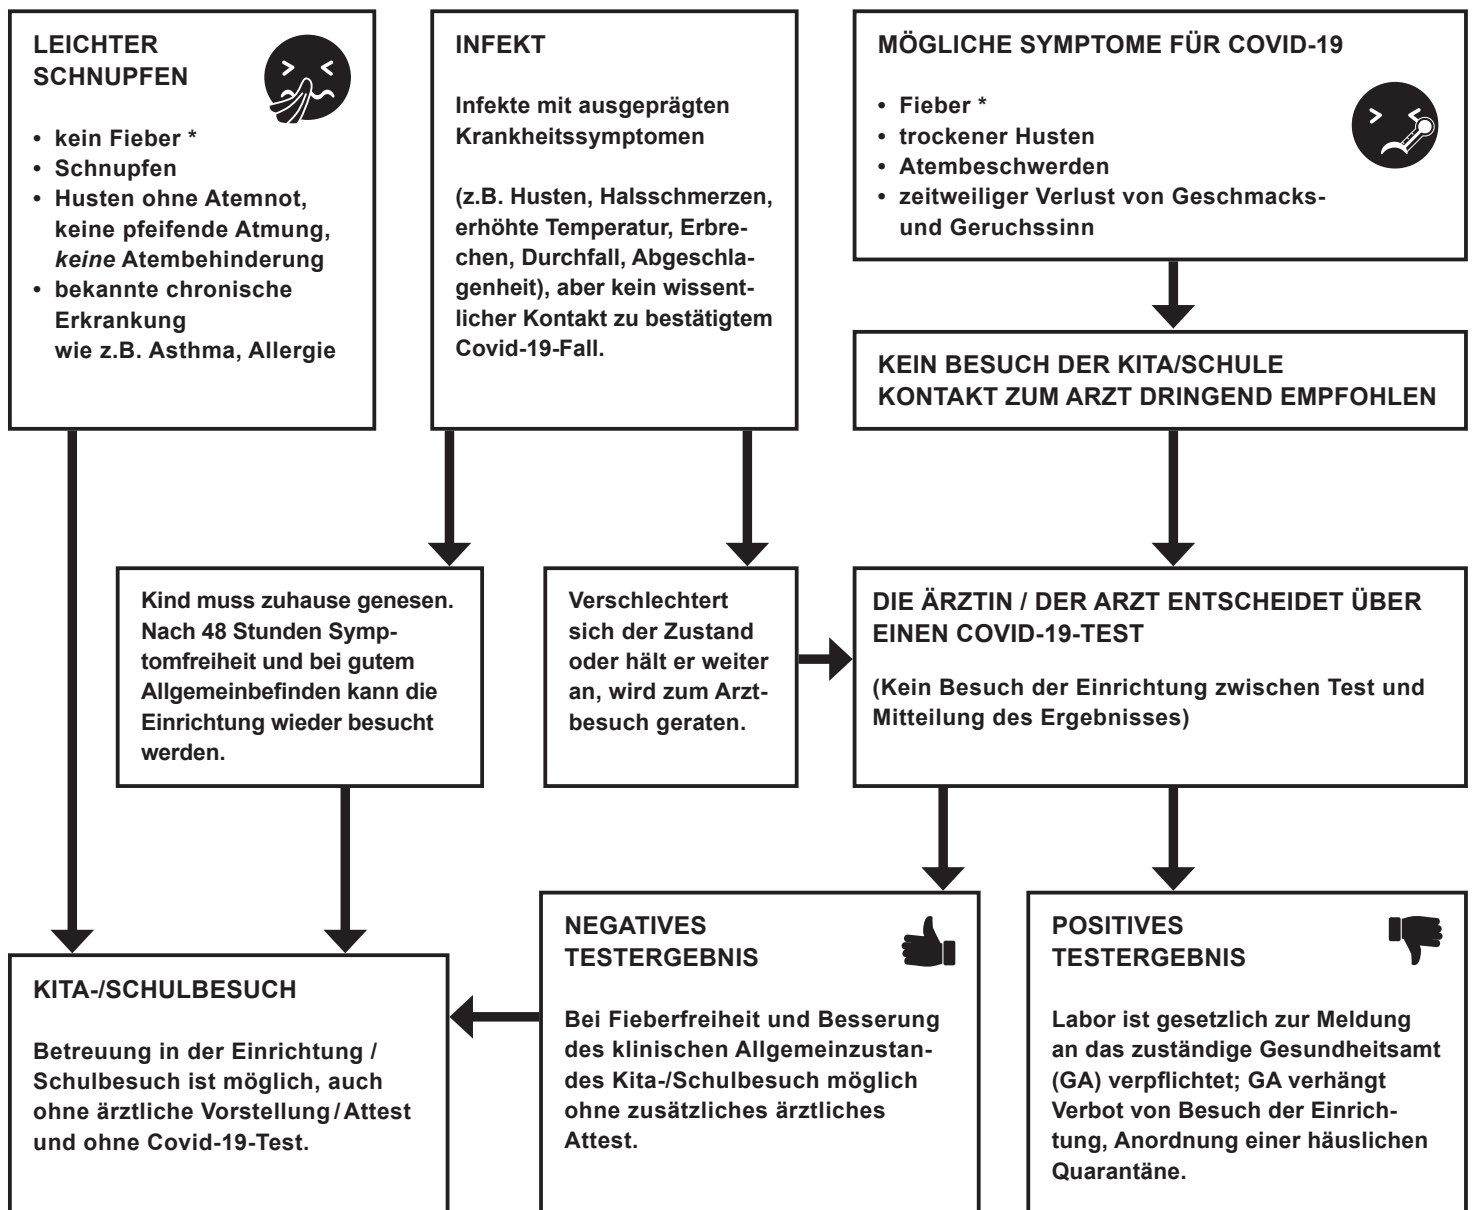 LEICHTER
SCHNUPFEN
• kein Fieber *
• Schnupfen
• Husten ohne Atemnot,
keine pfeifende Atmung,
keine Atembehinderung
• bekannte chronische
Erkrankung
wie z.B. Asthma, Allergie
INFEKT
Infekte mit ausgeprägten
Krankheitssymptomen
(z.B. Husten, Halsschmerzen,
erhöhte Temperatur, Erbre-
chen, Durchfall, Abgeschla-
genheit), aber kein wissent-
licher Kontakt zu bestätigtem
Covid-19-Fall.
MÖGLICHE SYMPTOME FÜR COVID-19
• Fieber *
• trockener Husten
• Atembeschwerden
• zeitweiliger Verlust von Geschmacks-
und Geruchssinn
KEIN BESUCH DER KITA/SCHULE
KONTAKT ZUM ARZT DRINGEND EMPFOHLEN
Kind muss zuhause genesen.
Nach 48 Stunden Symp-
tomfreiheit und bei gutem
Allgemeinbefinden kann die
Einrichtung wieder besucht
werden.
Verschlechtert
sich der Zustand
oder hält er weiter
an, wird zum Arzt-
besuch geraten.
DIE ÄRZTIN / DER ARZT ENTSCHEIDET ÜBER
EINEN COVID-19-TEST
(Kein Besuch der Einrichtung zwischen Test und
Mitteilung des Ergebnisses)
KITA-/SCHULBESUCH
Betreuung in der Einrichtung /
Schulbesuch ist möglich, auch
ohne ärztliche Vorstellung / Attest
und ohne Covid-19-Test.
NEGATIVES
TESTERGEBNIS
Bei Fieberfreiheit und Besserung
des klinischen Allgemeinzustan-
des Kita-/Schulbesuch möglich
ohne zusätzliches ärztliches
Attest.
POSITIVES
TESTERGEBNIS
Labor ist gesetzlich zur Meldung
an das zuständige Gesundheitsamt
(GA) verpflichtet; GA verhängt
Verbot von Besuch der Einrich-
tung, Anordnung einer häuslichen
Quarantäne.